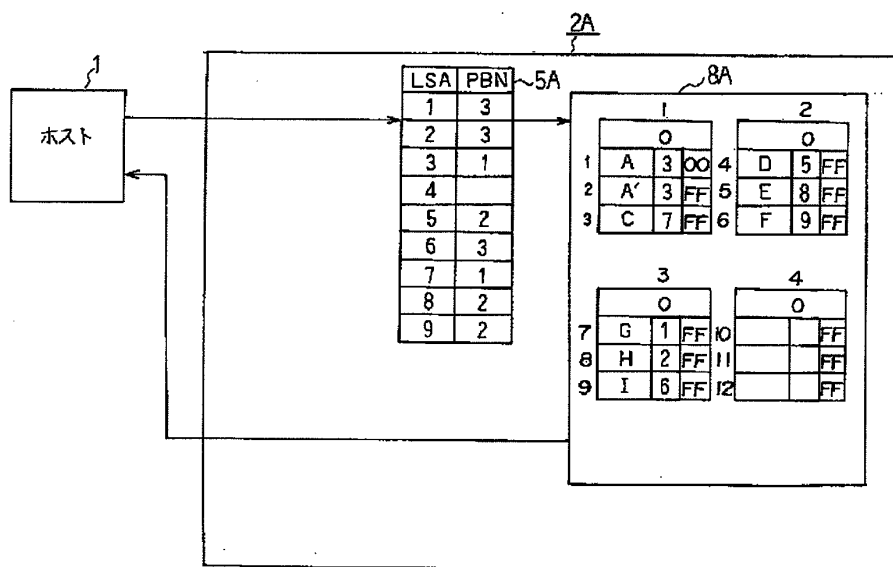 2A
1
ホスト
LSA PBN
5A
1 3
2 3
3 1
4
5 2
6 3
7 1
8 2
9 2
8A
1
0
1 A 3 00
2 A' 3 FF
3 C 7 FF
2
0
4 D 5 FF
5 E 8 FF
6 F 9 FF
3
0
7 G 1 FF
8 H 2 FF
9 I 6 FF
4
0
10 FF
11 FF
12 FF